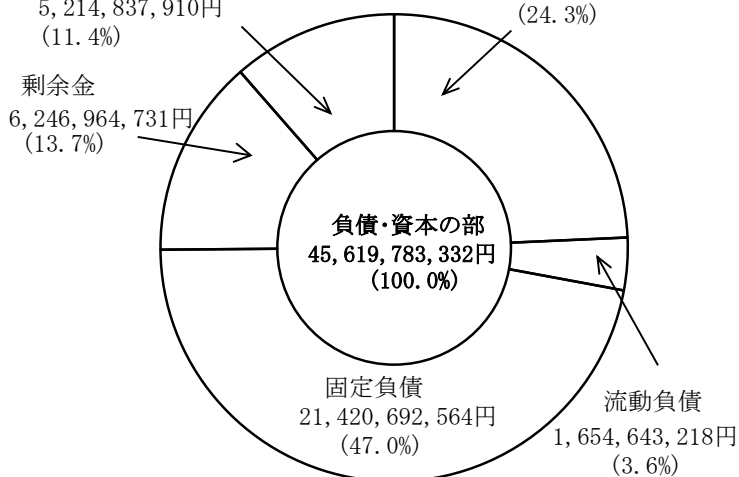 5,214,837,910円
(11.4%)
(24.3%)
剰余金
6,246,964,731円
(13.7%)
負債・資本の部
45,619,783,332円
(100.0%)
固定負債
21,420,692,564円
(47.0%)
流動負債
1,654,643,218円
(3.6%)